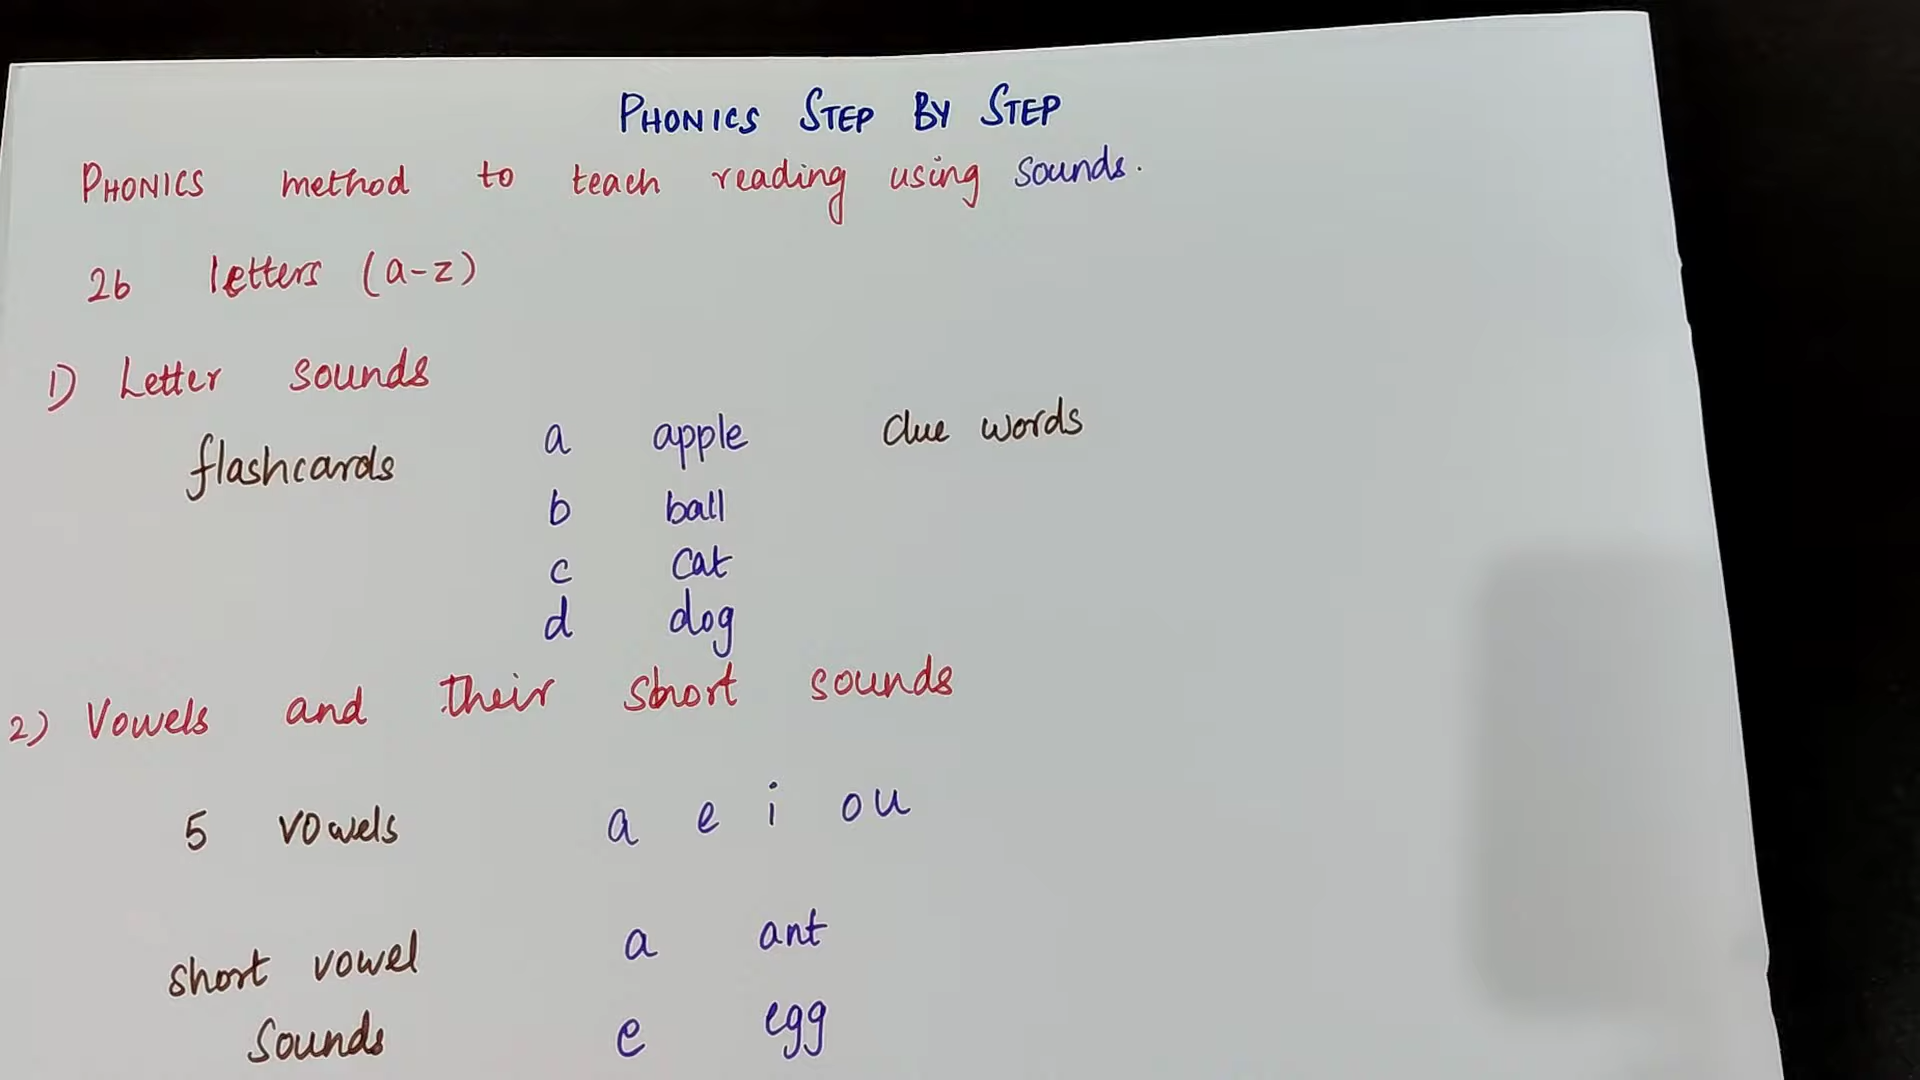 PHONICS STEP BY STEP
PHONICS method to teach reading using sounds.
26 letters (a-z)
1) Letter sounds
flashcards a apple clue words
b ball
c cat
d dog
2) Vowels and their short sounds
5 vowels a e i o u
short vowel a ant
sounds e egg